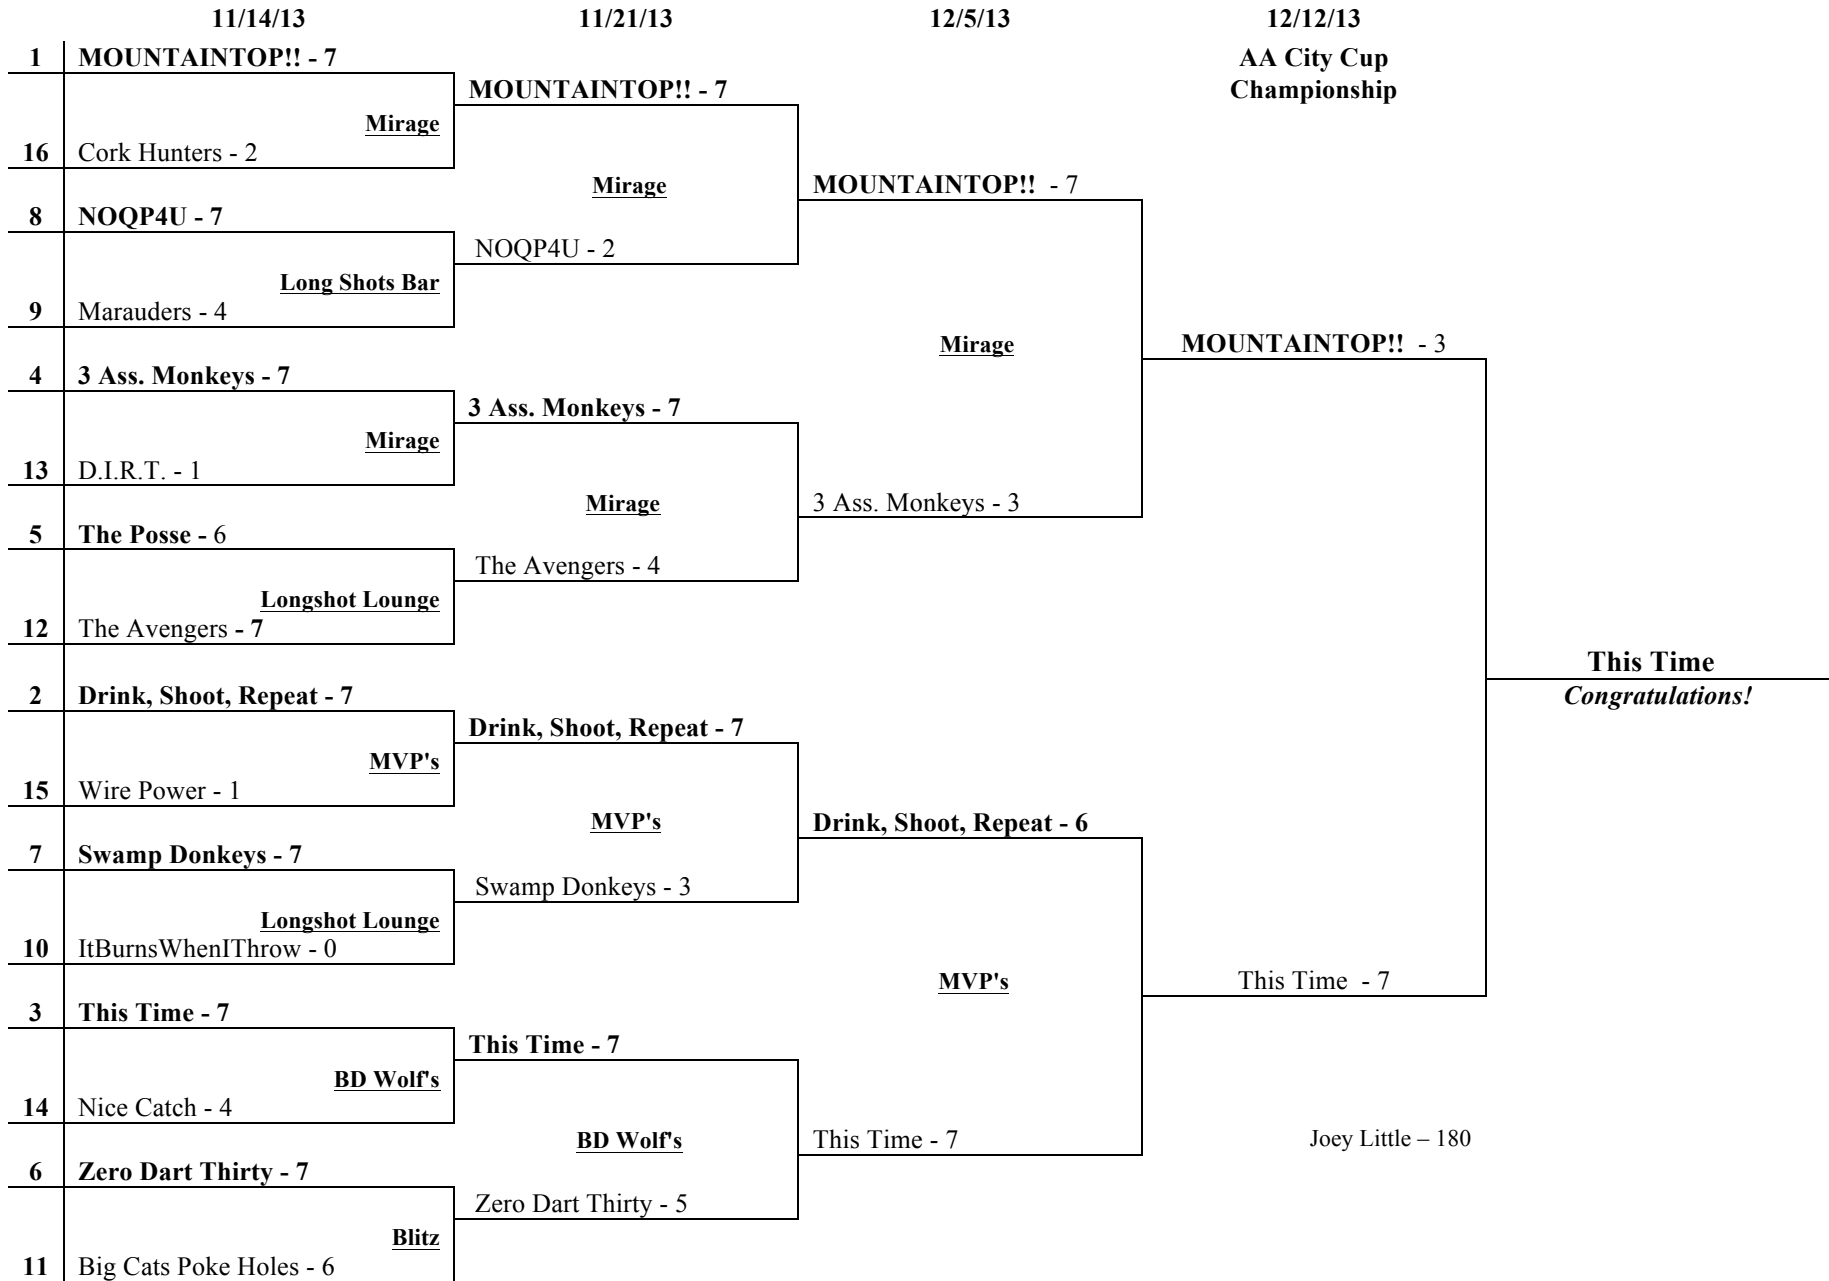 11/14/13 11/21/13 12/5/13 12/12/13
1 MOUNTAINTOP!! - 7 AA City Cup
MOUNTAINTOP!! - 7 Championship
Mirage
16 Cork Hunters - 2
Mirage MOUNTAINTOP!! - 7
8 NOQP4U - 7
NOQP4U - 2
Long Shots Bar
9 Marauders - 4
Mirage MOUNTAINTOP!! - 3
4 3 Ass. Monkeys - 7
3 Ass. Monkeys - 7
Mirage
13 D.I.R.T. - 1
Mirage 3 Ass. Monkeys - 3
5 The Posse - 6
The Avengers - 4
Longshot Lounge
12 The Avengers - 7
This Time
2 Drink, Shoot, Repeat - 7 Congratulations!
Drink, Shoot, Repeat - 7
MVP's
15 Wire Power - 1
MVP's Drink, Shoot, Repeat - 6
7 Swamp Donkeys - 7
Swamp Donkeys - 3
Longshot Lounge
10 ItBurnsWhenIThrow - 0
MVP's This Time - 7
3 This Time - 7
This Time - 7
BD Wolf's
14 Nice Catch - 4
BD Wolf's This Time - 7 Joey Little – 180
6 Zero Dart Thirty - 7
Zero Dart Thirty - 5
Blitz
11 Big Cats Poke Holes - 6